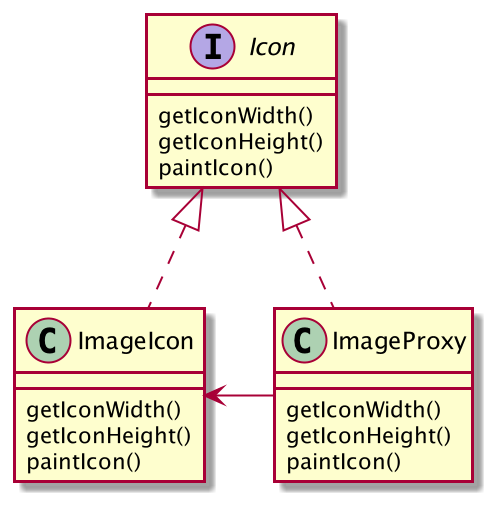 I Icon
getIconWidth()
getIconHeight()
paintIcon()
C ImageIcon
getIconWidth()
getIconHeight()
paintIcon()
C ImageProxy
getIconWidth()
getIconHeight()
paintIcon()